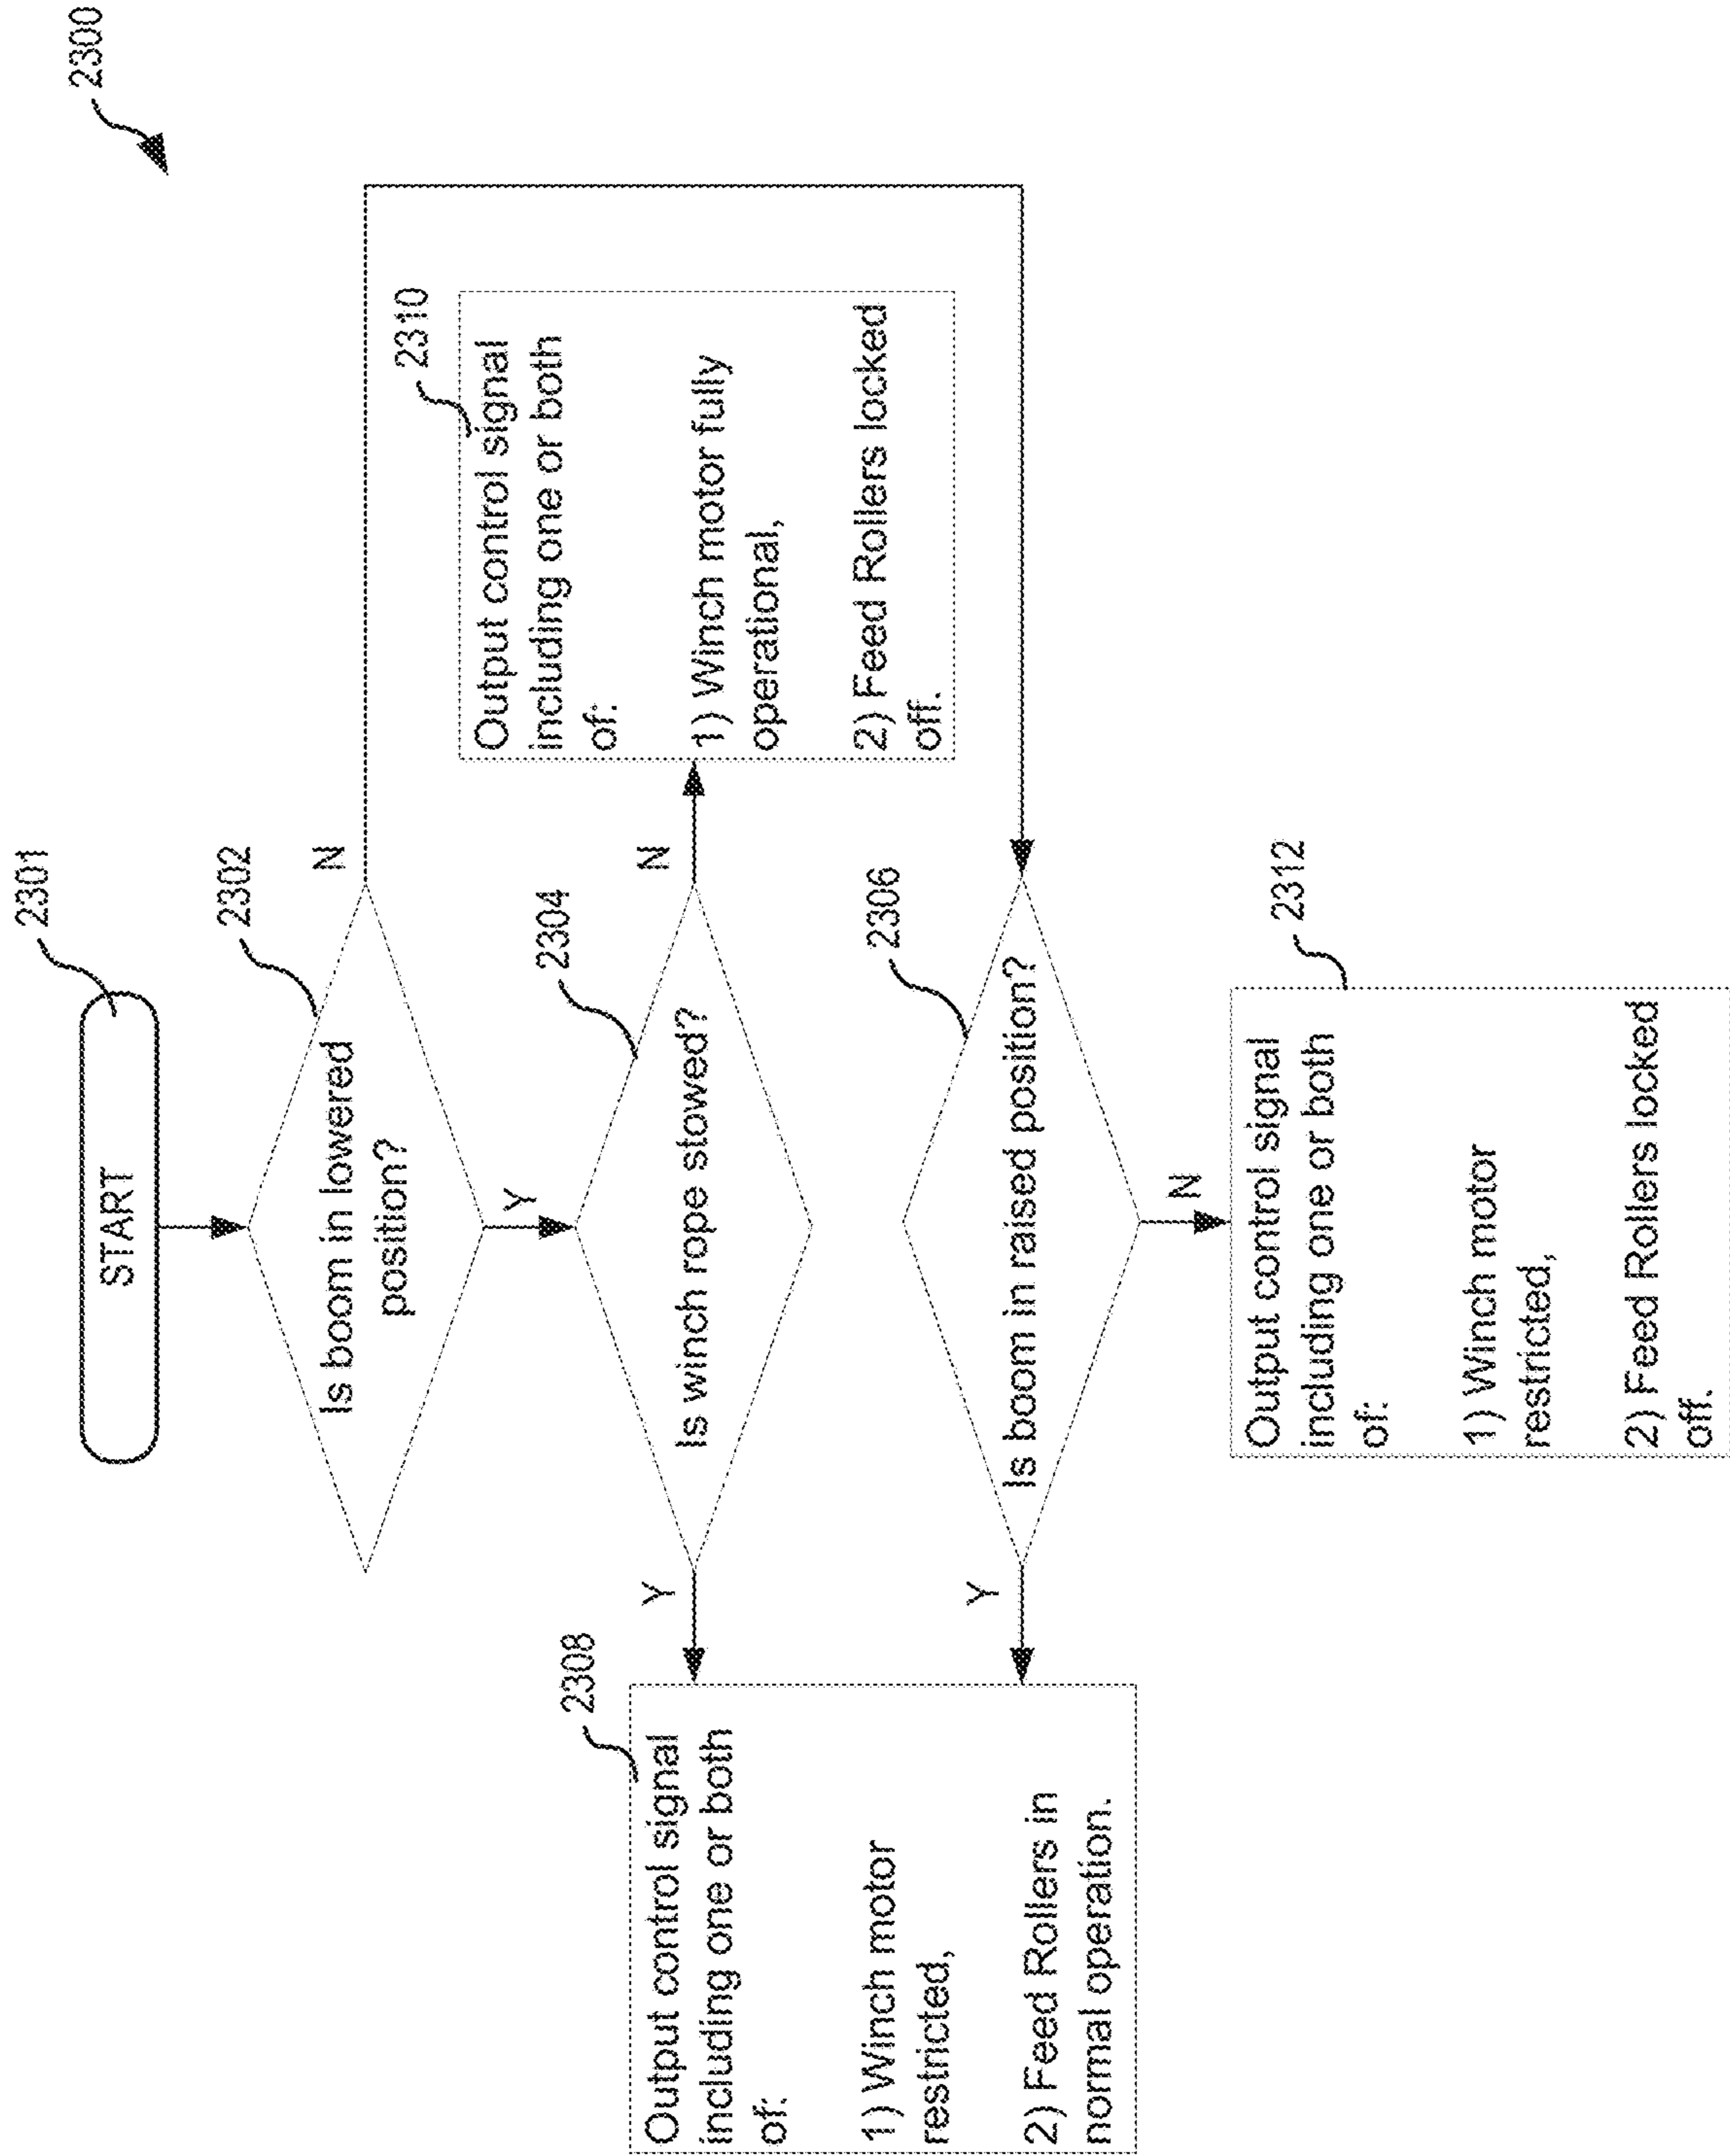 2300
2301
START
2302
Is boom in lowered
position?
N
Y
2304
Is winch rope stowed?
N
Y
2310
Output control signal
including one or both
of:
1) Winch motor fully
operational,
2) Feed Rollers locked
off.
2308
Output control signal
including one or both
of:
1) Winch motor
restricted,
2) Feed Rollers in
normal operation.
2306
Is boom in raised position?
Y
N
2312
Output control signal
including one or both
of:
1) Winch motor
restricted,
2) Feed Rollers locked
off.